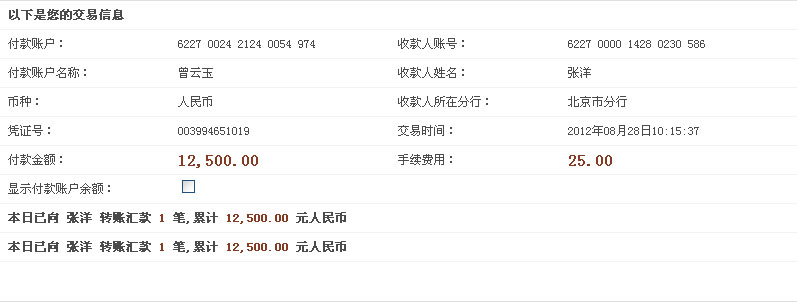 以下是您的交易信息
付款账户： 6227 0024 2124 0054 974 收款人账号： 6227 0000 1428 0230 586
付款账户名称： 曾云玉 收款人姓名： 张洋
币种： 人民币 收款人所在分行： 北京市分行
凭证号： 003994651019 交易时间： 2012年08月28日10:15:37
付款金额： 12,500.00 手续费用： 25.00
显示付款账户余额：
本日已向 张洋 转账汇款 1 笔,累计 12,500.00 元人民币
本日已向 张洋 转账汇款 1 笔,累计 12,500.00 元人民币